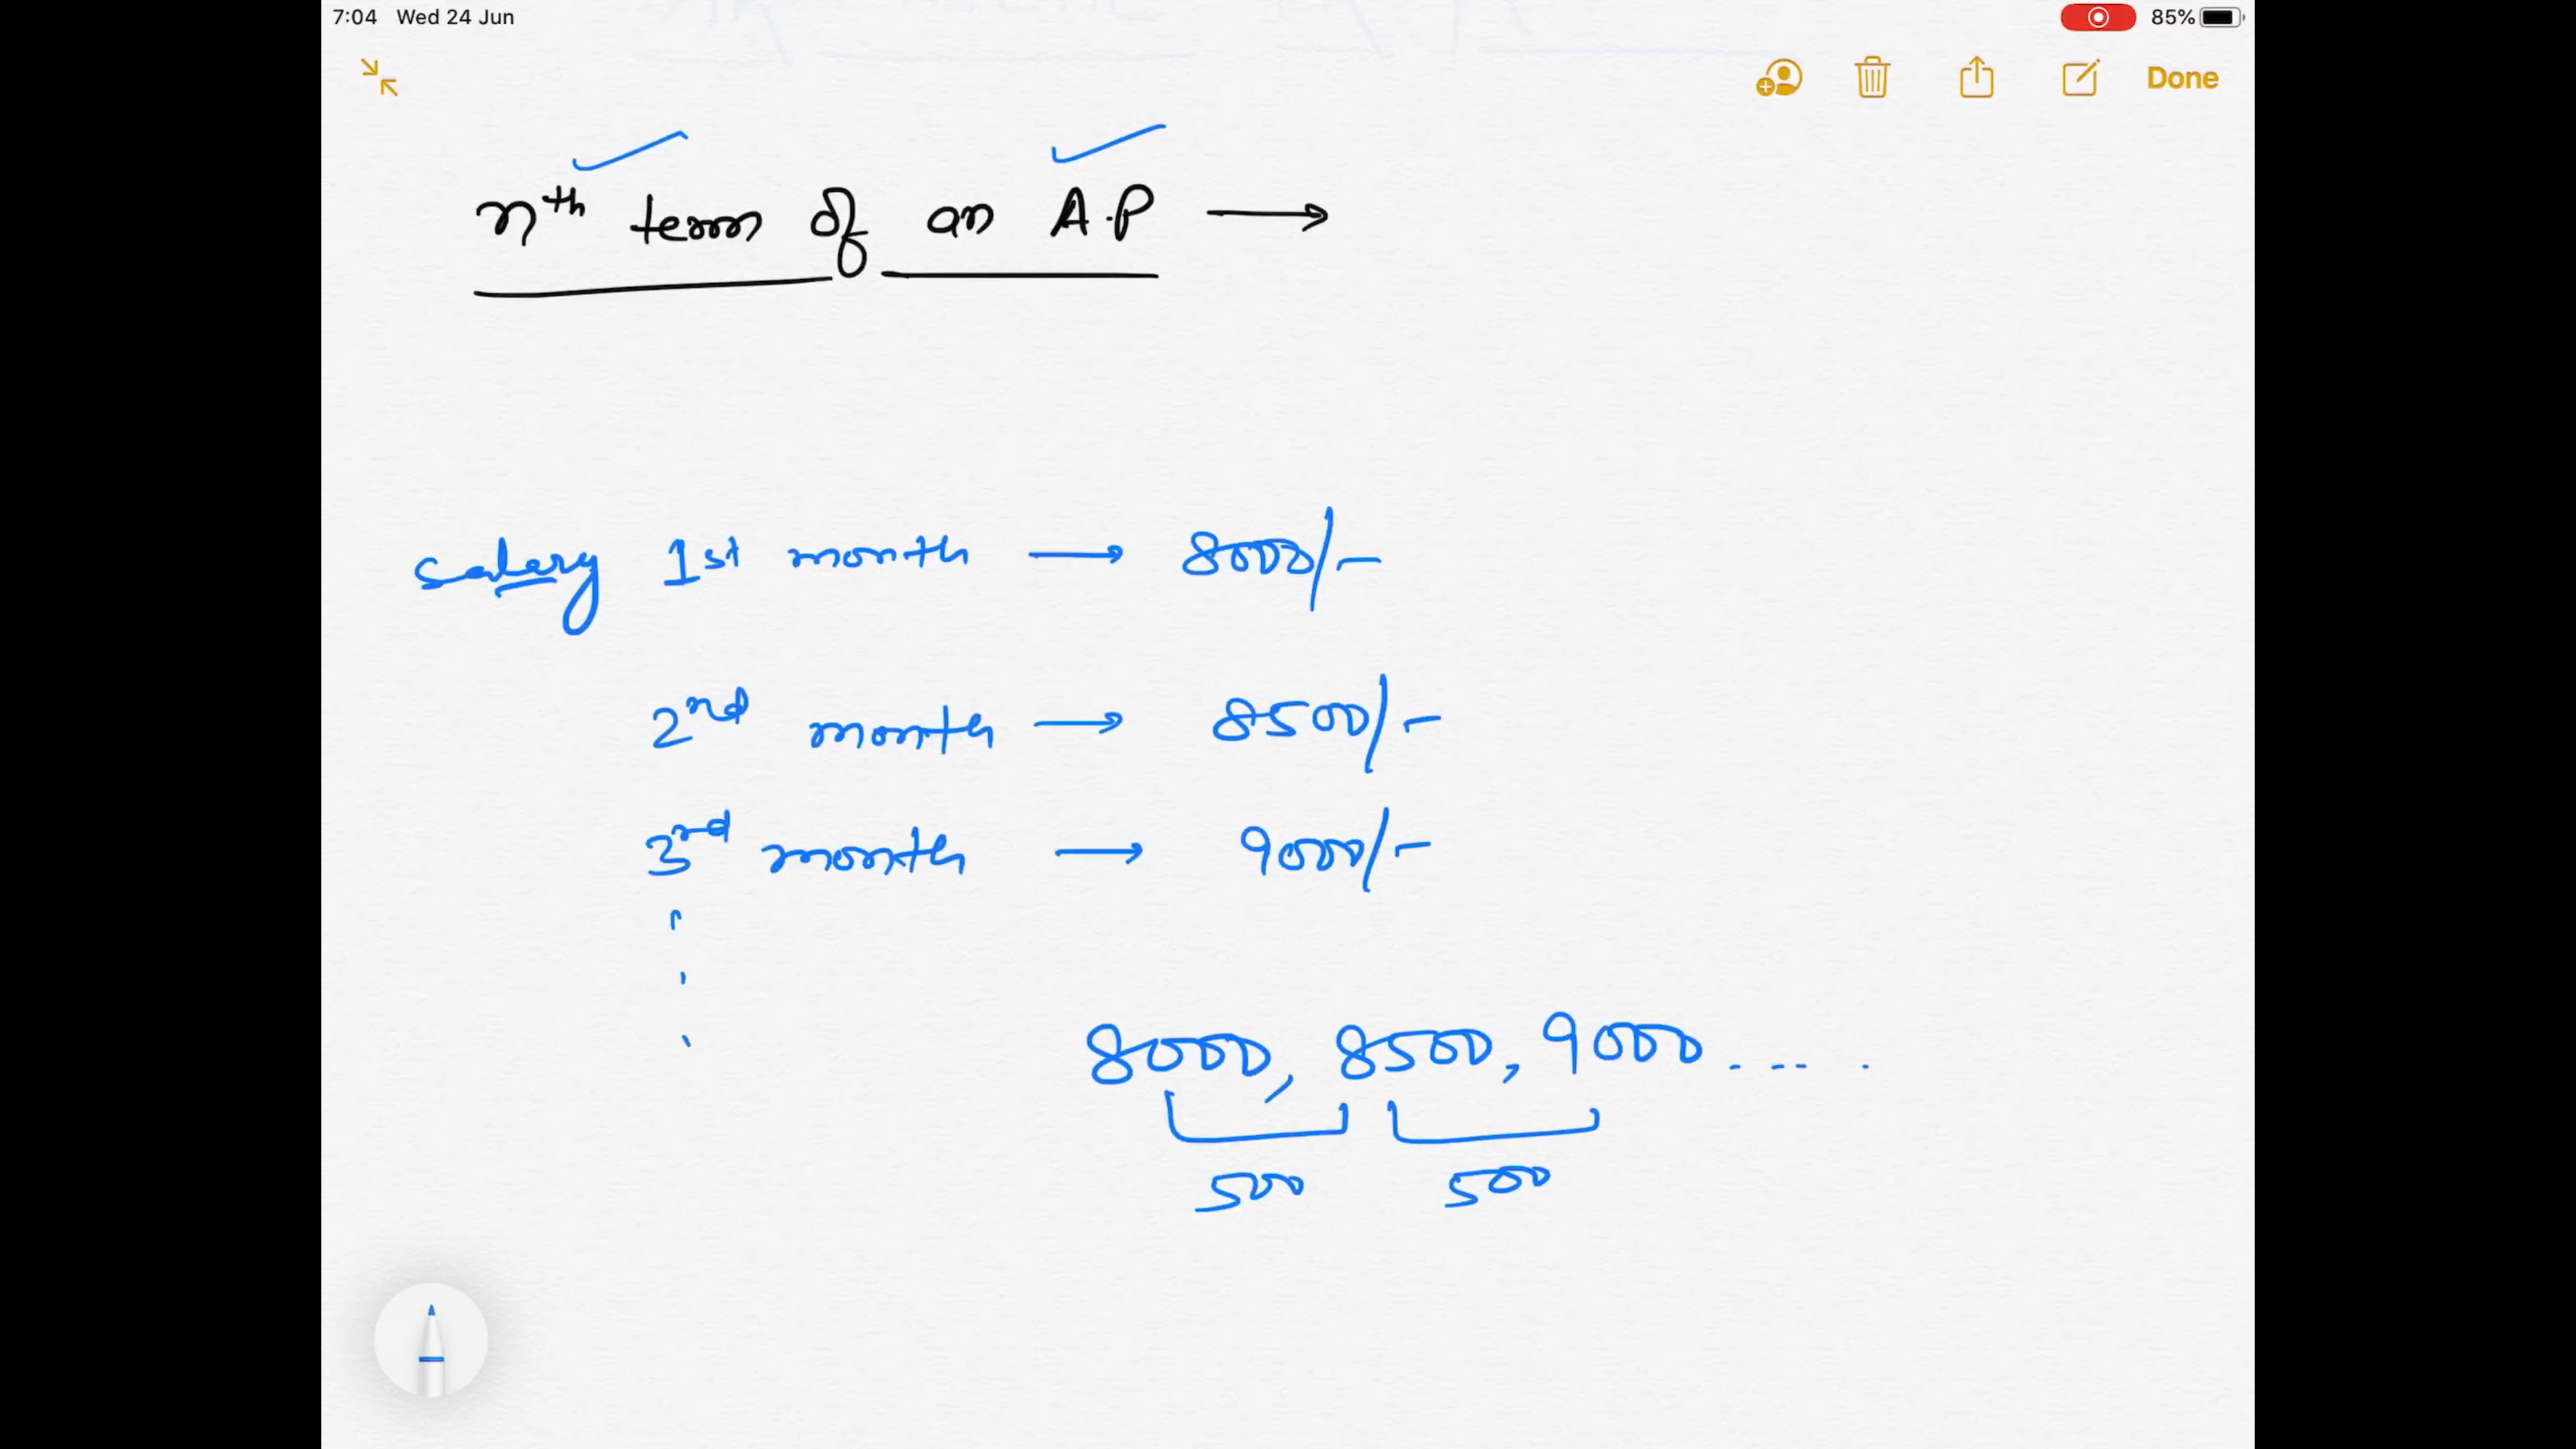 7:04 Wed 24 Jun 85%
Done
nth term of an A.P →
salary 1st month → 8000/-
2nd month → 8500/-
3rd month → 9000/-
8000, 8500, 9000 .... .
500 500